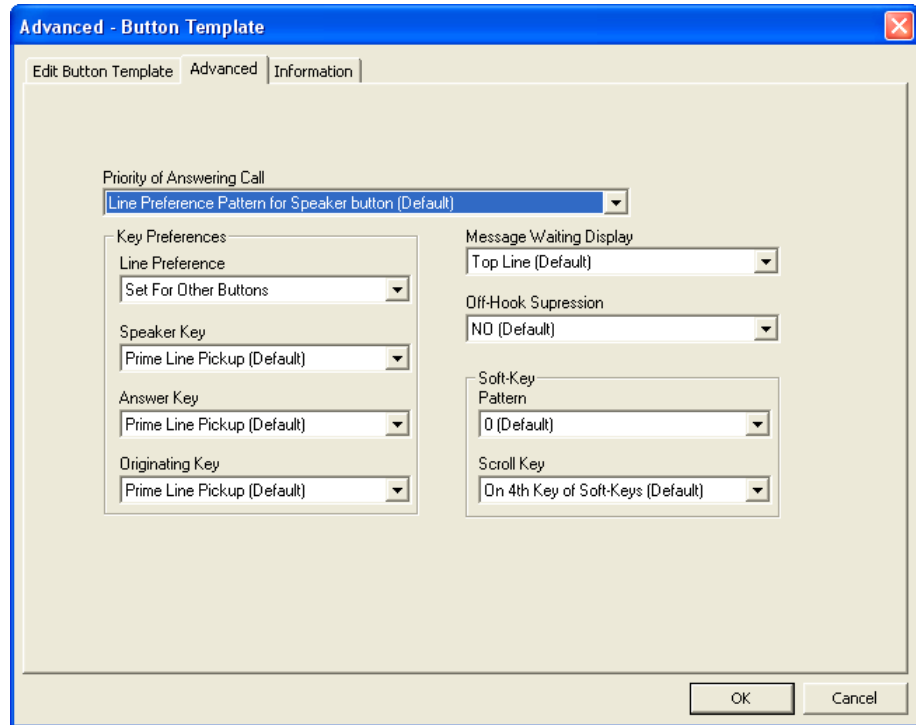 Advanced - Button Template
Edit Button Template
Advanced
Information
Priority of Answering Call
Line Preference Pattern for Speaker button (Default)
Key Preferences
Line Preference
Set For Other Buttons
Speaker Key
Prime Line Pickup (Default)
Answer Key
Prime Line Pickup (Default)
Originating Key
Prime Line Pickup (Default)
Message Waiting Display
Top Line (Default)
Off-Hook Supression
NO (Default)
Soft-Key
Pattern
0 (Default)
Scroll Key
On 4th Key of Soft-Keys (Default)
OK
Cancel